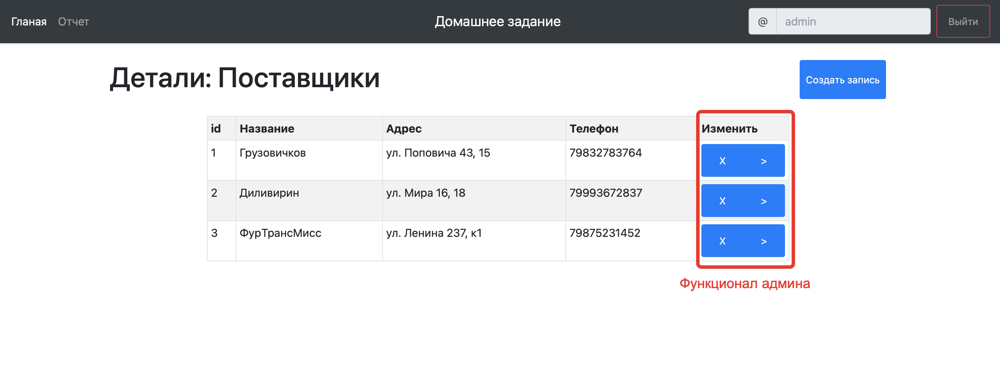 Гланая Отчет Домашнее задание @ admin Выйти
Детали: Поставщики
Создать запись
id Название Адрес Телефон Изменить
1 Грузовичков ул. Поповича 43, 15 79832783764 X >
2 Диливирин ул. Мира 16, 18 79993672837 X >
3 ФурТрансМисс ул. Ленина 237, к1 79875231452 X >
Функционал админа